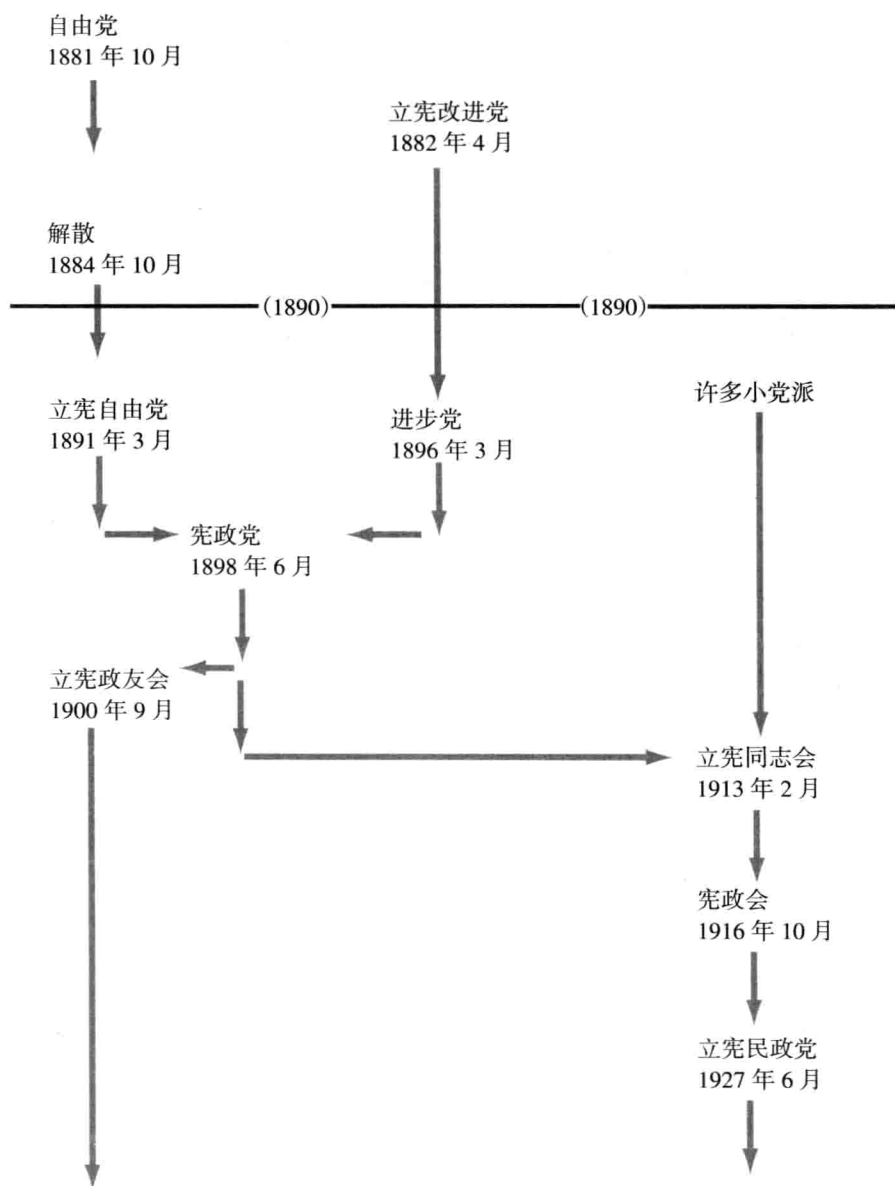 自由党
1881 年 10 月
立宪改进党
1882 年 4 月
解散
1884 年 10 月
(1890)
(1890)
许多小党派
立宪自由党
1891 年 3 月
进步党
1896 年 3 月
宪政党
1898 年 6 月
立宪政友会
1900 年 9 月
立宪同志会
1913 年 2 月
宪政会
1916 年 10 月
立宪民政党
1927 年 6 月